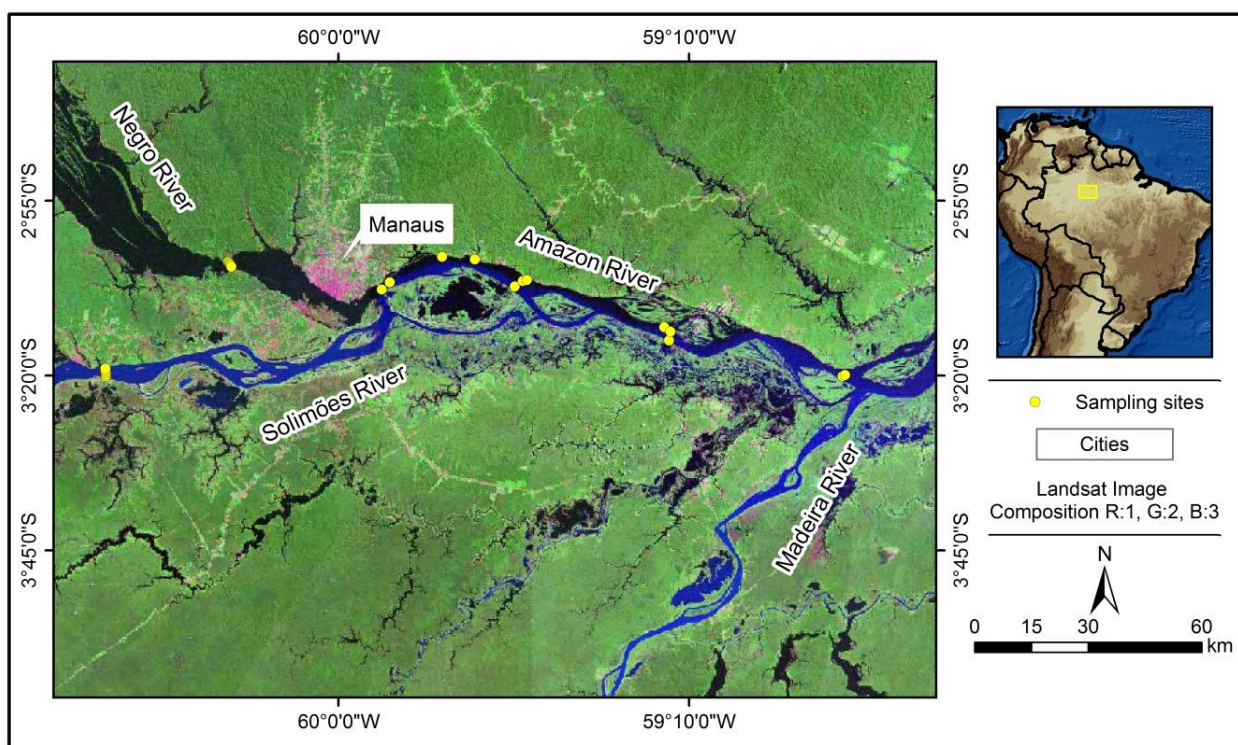 60°0'0"W
59°10'0"W
2°55'0"S
3°20'0"S
3°45'0"S
Negro River
Manaus
Amazon River
Solimões River
Madeira River
2°55'0"S
3°20'0"S
3°45'0"S
60°0'0"W
59°10'0"W
Sampling sites
Cities
Landsat Image
Composition R:1, G:2, B:3
N
0 15 30 60
km